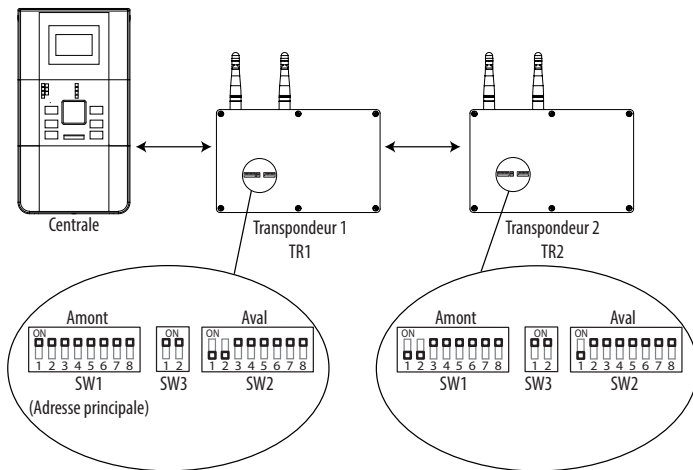 Centrale
Transpondeur 1
TR1
Transpondeur 2
TR2
Amont
ON
1 2 3 4 5 6 7 8
SW1
(Adresse principale)
ON
1 2
SW3
Aval
ON
1 2 3 4 5 6 7 8
SW2
Amont
ON
1 2 3 4 5 6 7 8
SW1
ON
1 2
SW3
Aval
ON
1 2 3 4 5 6 7 8
SW2